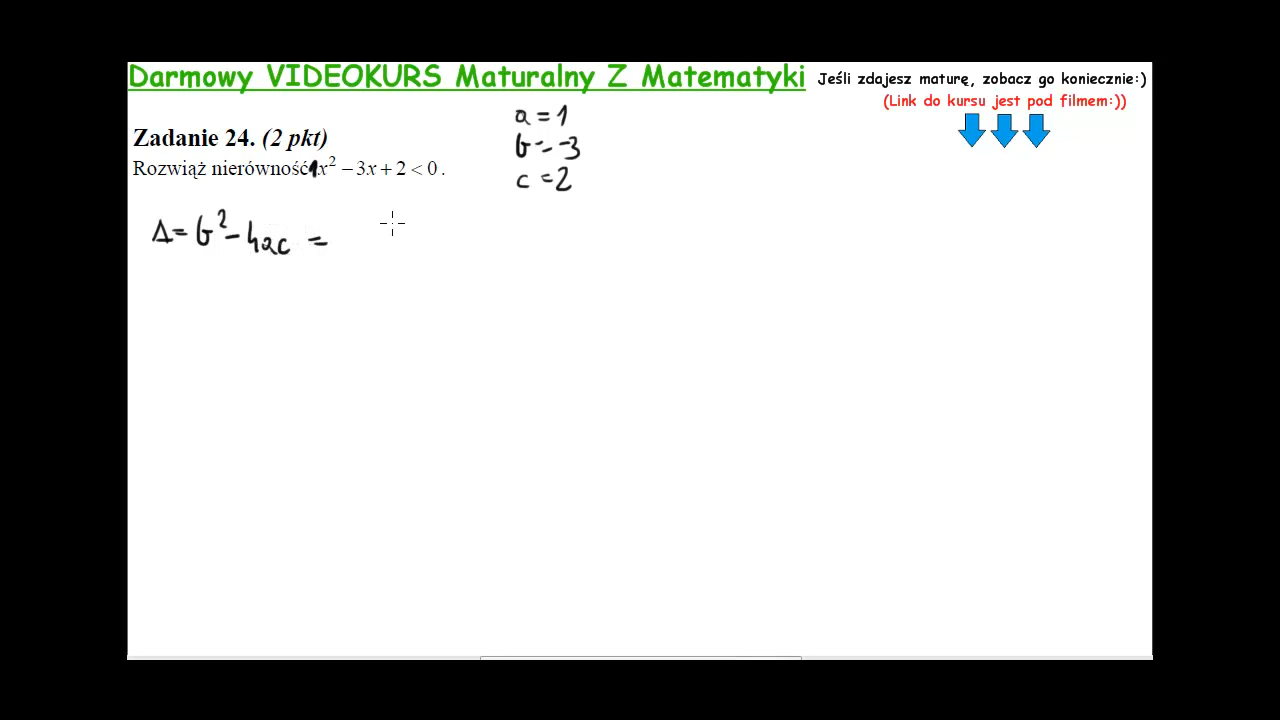 Darmowy VIDEOKURS Maturalny Z Matematyki Jeśli zdajesz maturę, zobacz go koniecznie:)
(Link do kursu jest pod filmem:))
a = 1
Zadanie 24. (2 pkt)
b = -3
Rozwiąż nierówność 1x² − 3x + 2 < 0 .
c = 2
Δ = b² − 4ac =